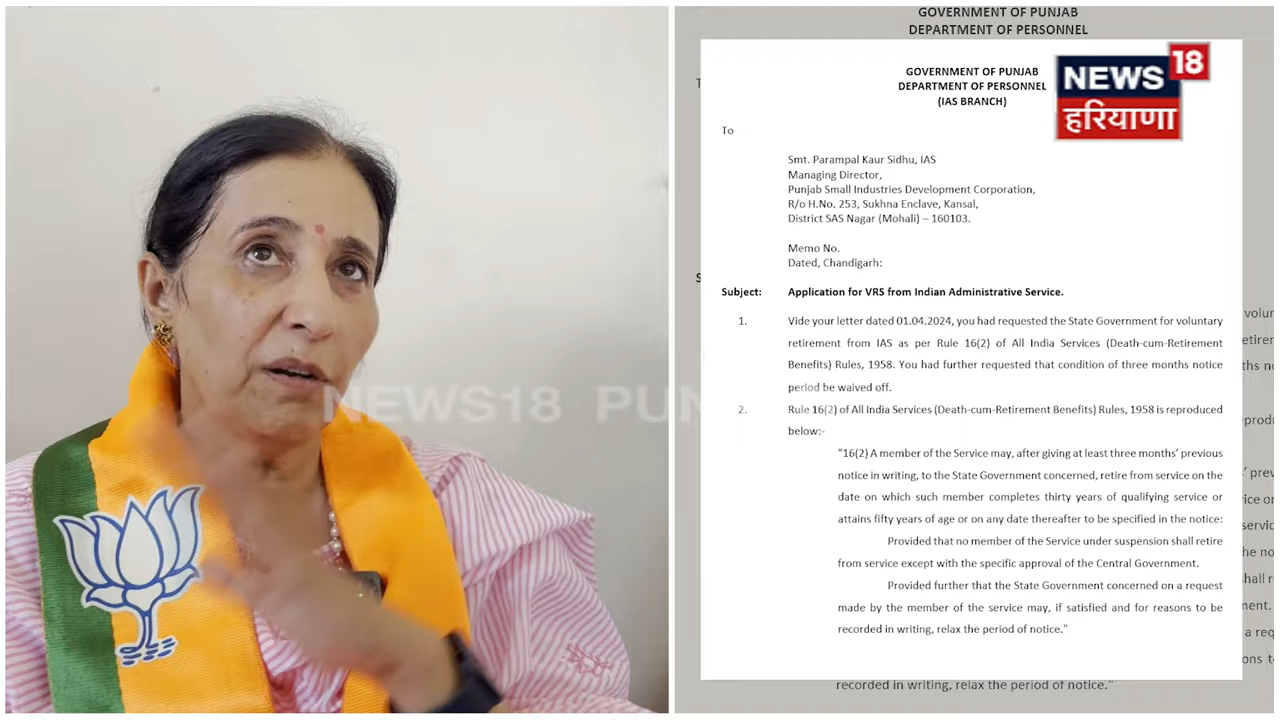 GOVERNMENT OF PUNJAB
DEPARTMENT OF PERSONNEL
NEWS 18
हरियाणा
GOVERNMENT OF PUNJAB
DEPARTMENT OF PERSONNEL
(IAS BRANCH)
To
Smt. Parampal Kaur Sidhu, IAS
Managing Director,
Punjab Small Industries Development Corporation,
R/o H.No. 253, Sukhna Enclave, Kansal,
District SAS Nagar (Mohali) – 160103.
Memo No.
Dated, Chandigarh:
Subject: Application for VRS from Indian Administrative Service.
1. Vide your letter dated 01.04.2024, you had requested the State Government for voluntary
retirement from IAS as per Rule 16(2) of All India Services (Death-cum-Retirement
Benefits) Rules, 1958. You had further requested that condition of three months notice
period be waived off.
2. Rule 16(2) of All India Services (Death-cum-Retirement Benefits) Rules, 1958 is reproduced
below:-
"16(2) A member of the Service may, after giving at least three months' previous
notice in writing, to the State Government concerned, retire from service on the
date on which such member completes thirty years of qualifying service or
attains fifty years of age or on any date thereafter to be specified in the notice:
Provided that no member of the Service under suspension shall retire
from service except with the specific approval of the Central Government.
Provided further that the State Government concerned on a request
made by the member of the service may, if satisfied and for reasons to be
recorded in writing, relax the period of notice."
recorded in writing, relax the period of notice."
NEWS18 PUN